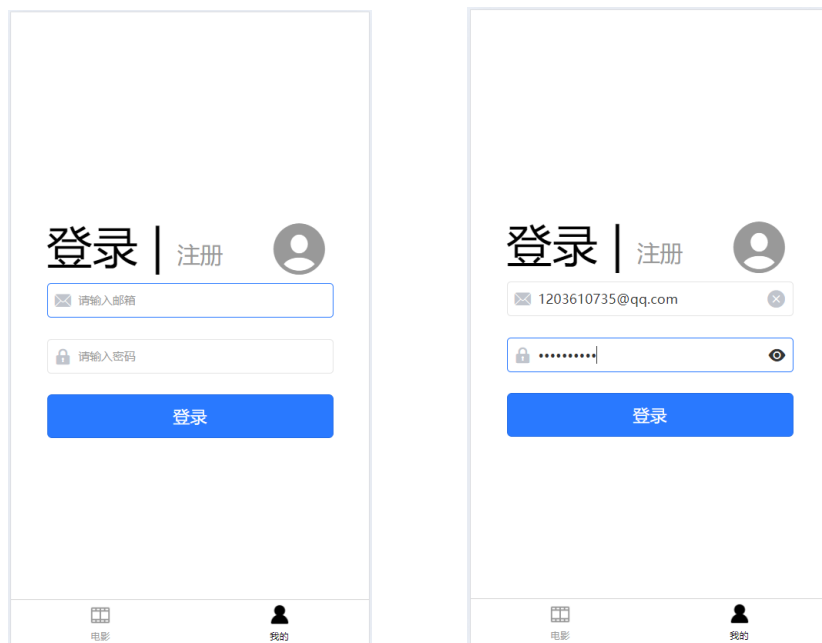 登录 | 注册
请输入邮箱
请输入密码
登录
电影 我的
登录 | 注册
1203610735@qq.com
••••••••••
登录
电影 我的